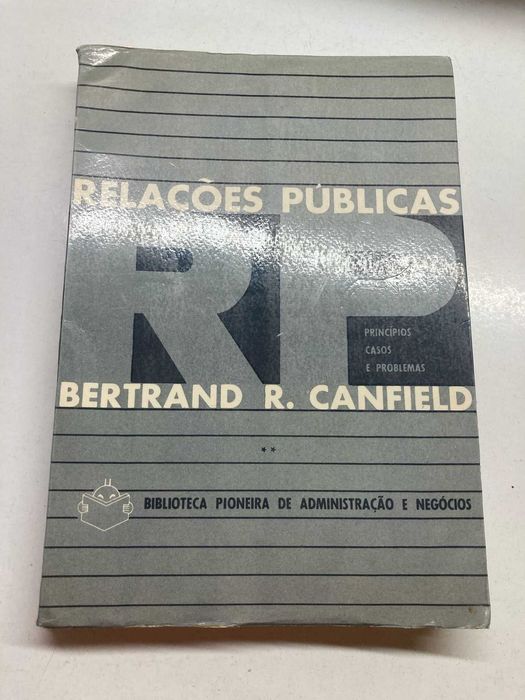 RELAÇÕES PÚBLICAS
RP
PRINCÍPIOS
CASOS
E PROBLEMAS
BERTRAND R. CANFIELD
**
BIBLIOTECA PIONEIRA DE ADMINISTRAÇÃO E NEGÓCIOS